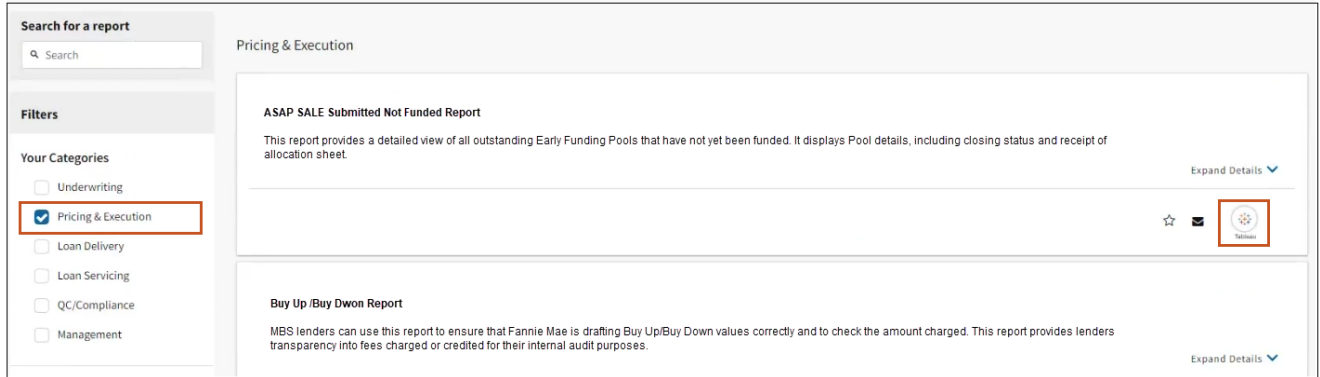 Search for a report
Search
Filters
Your Categories
Underwriting
Pricing & Execution
Loan Delivery
Loan Servicing
QC/Compliance
Management
Pricing & Execution
ASAP SALE Submitted Not Funded Report
This report provides a detailed view of all outstanding Early Funding Pools that have not yet been funded. It displays Pool details, including closing status and receipt of
allocation sheet.
Expand Details
Tableau
Buy Up /Buy Dwon Report
MBS lenders can use this report to ensure that Fannie Mae is drafting Buy Up/Buy Down values correctly and to check the amount charged. This report provides lenders
transparency into fees charged or credited for their internal audit purposes.
Expand Details